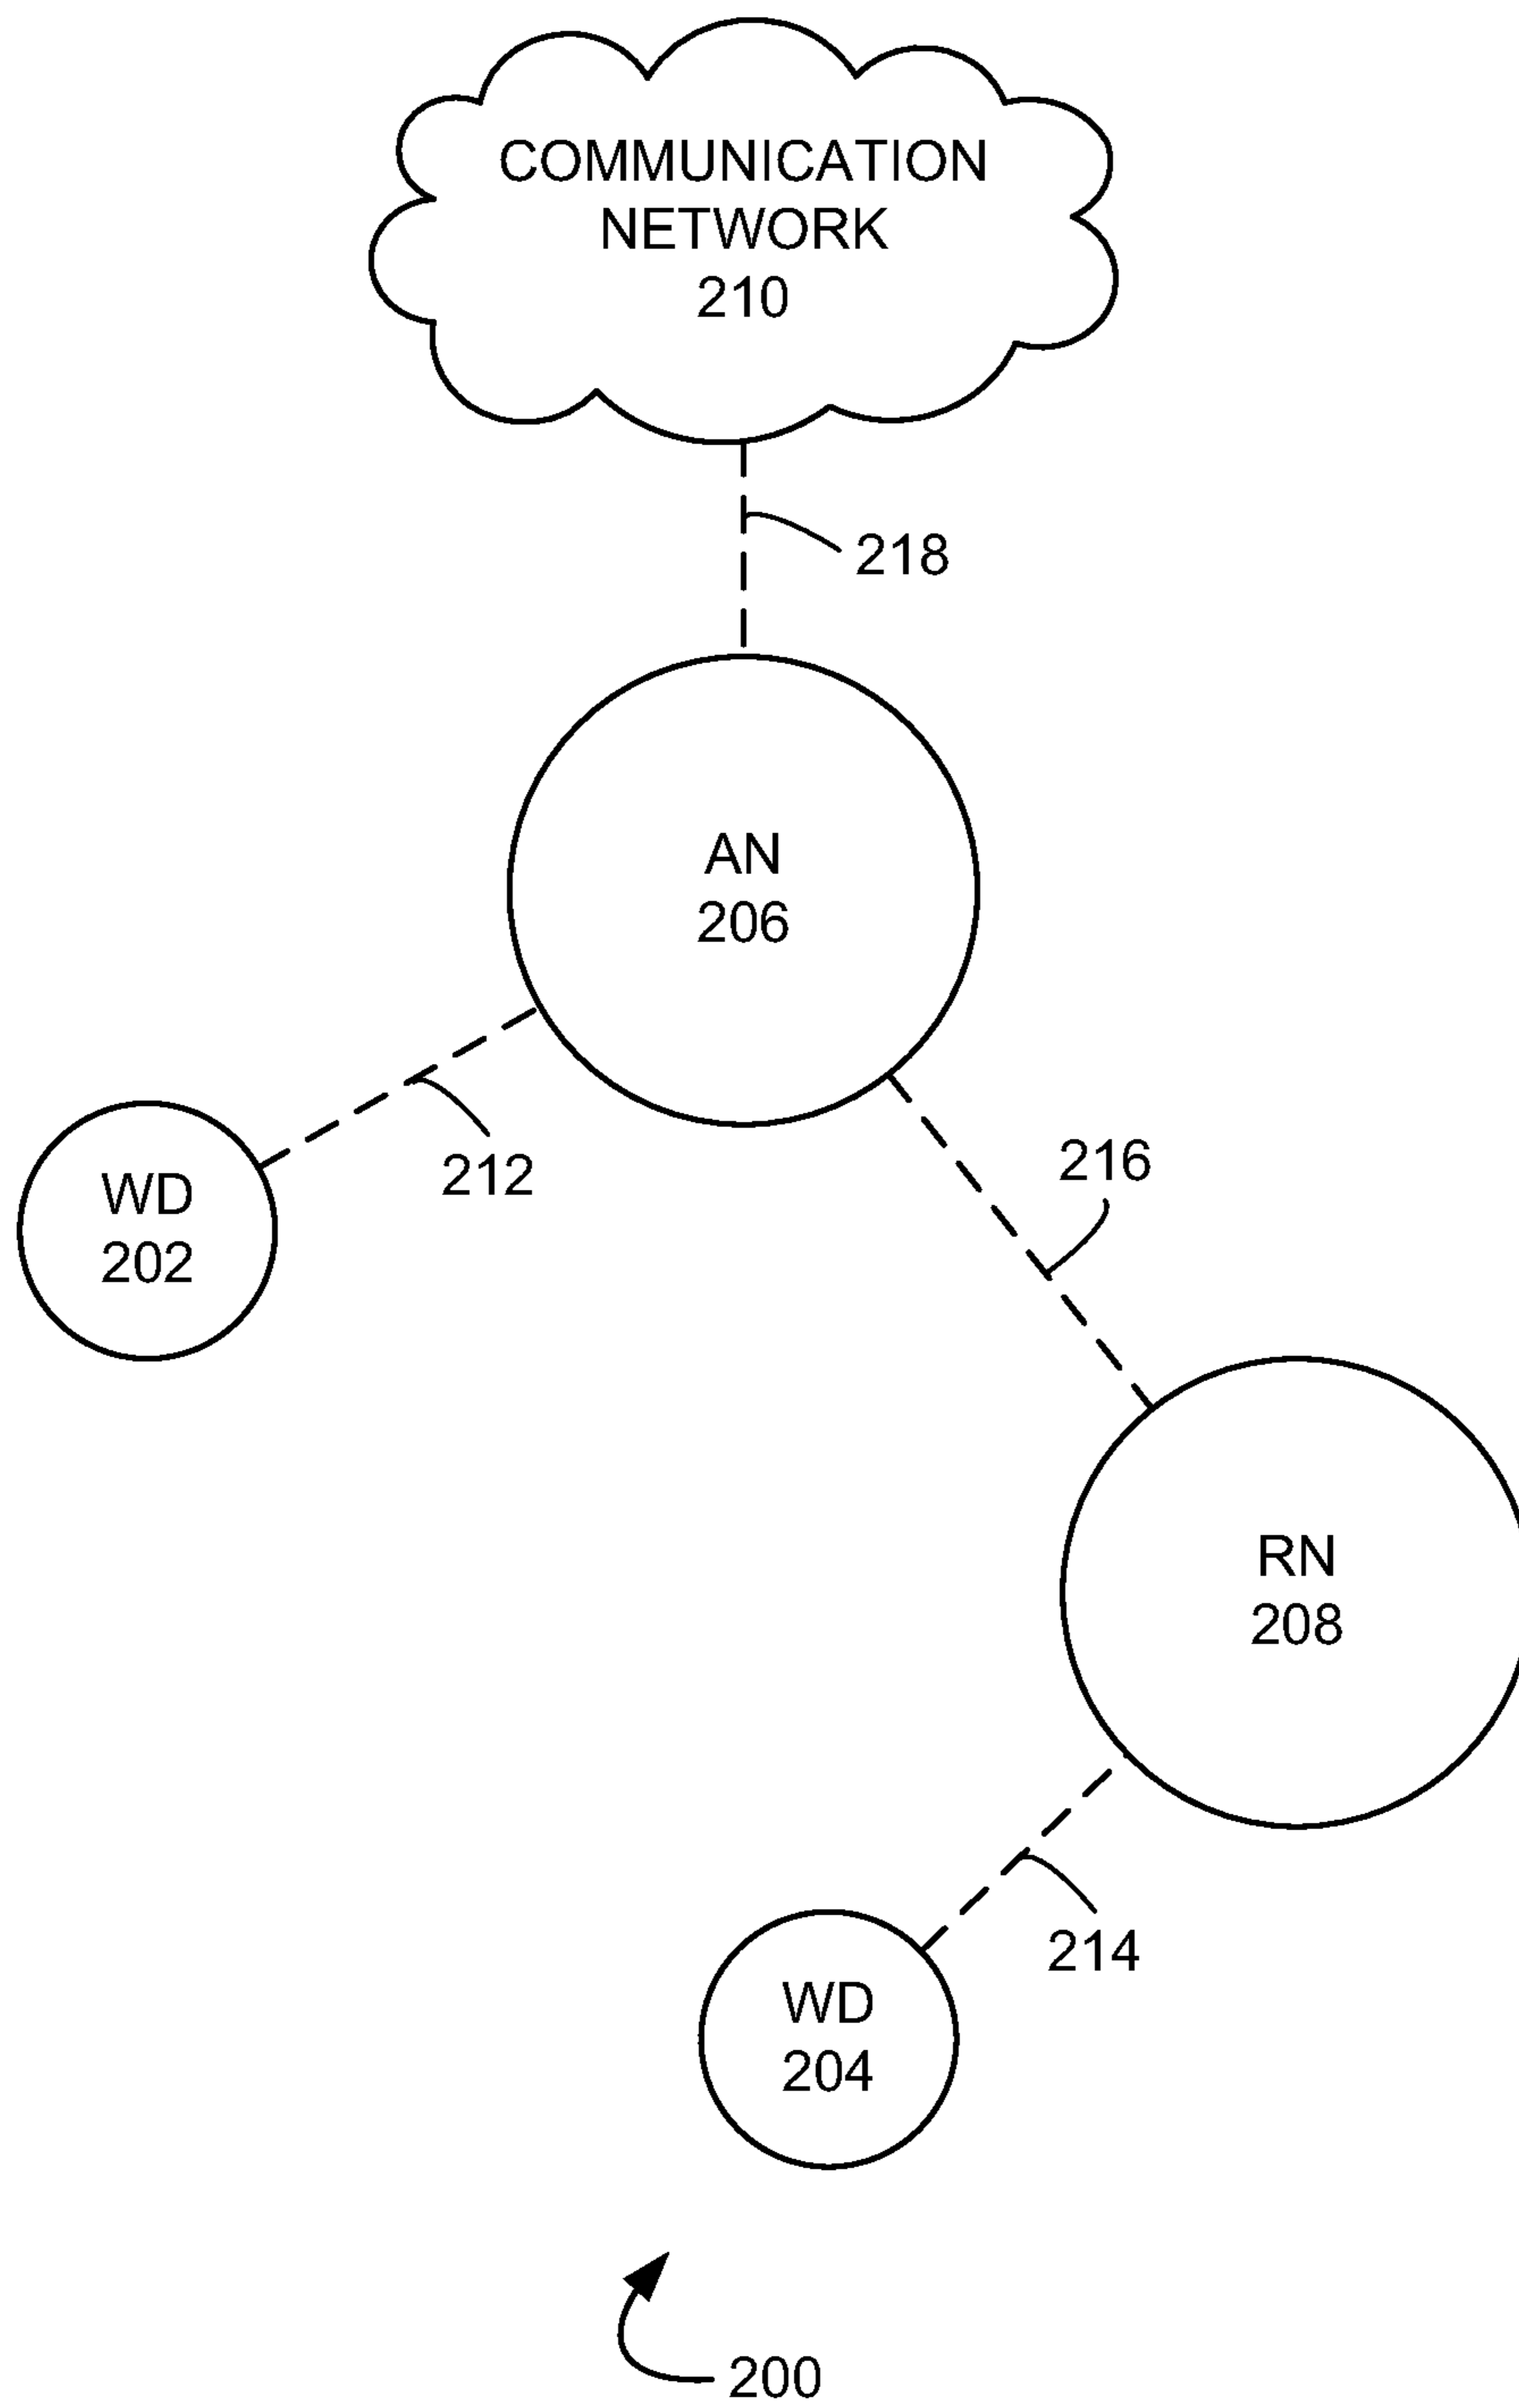 COMMUNICATION
NETWORK
210
218
AN
206
212
216
WD
202
RN
208
214
WD
204
200